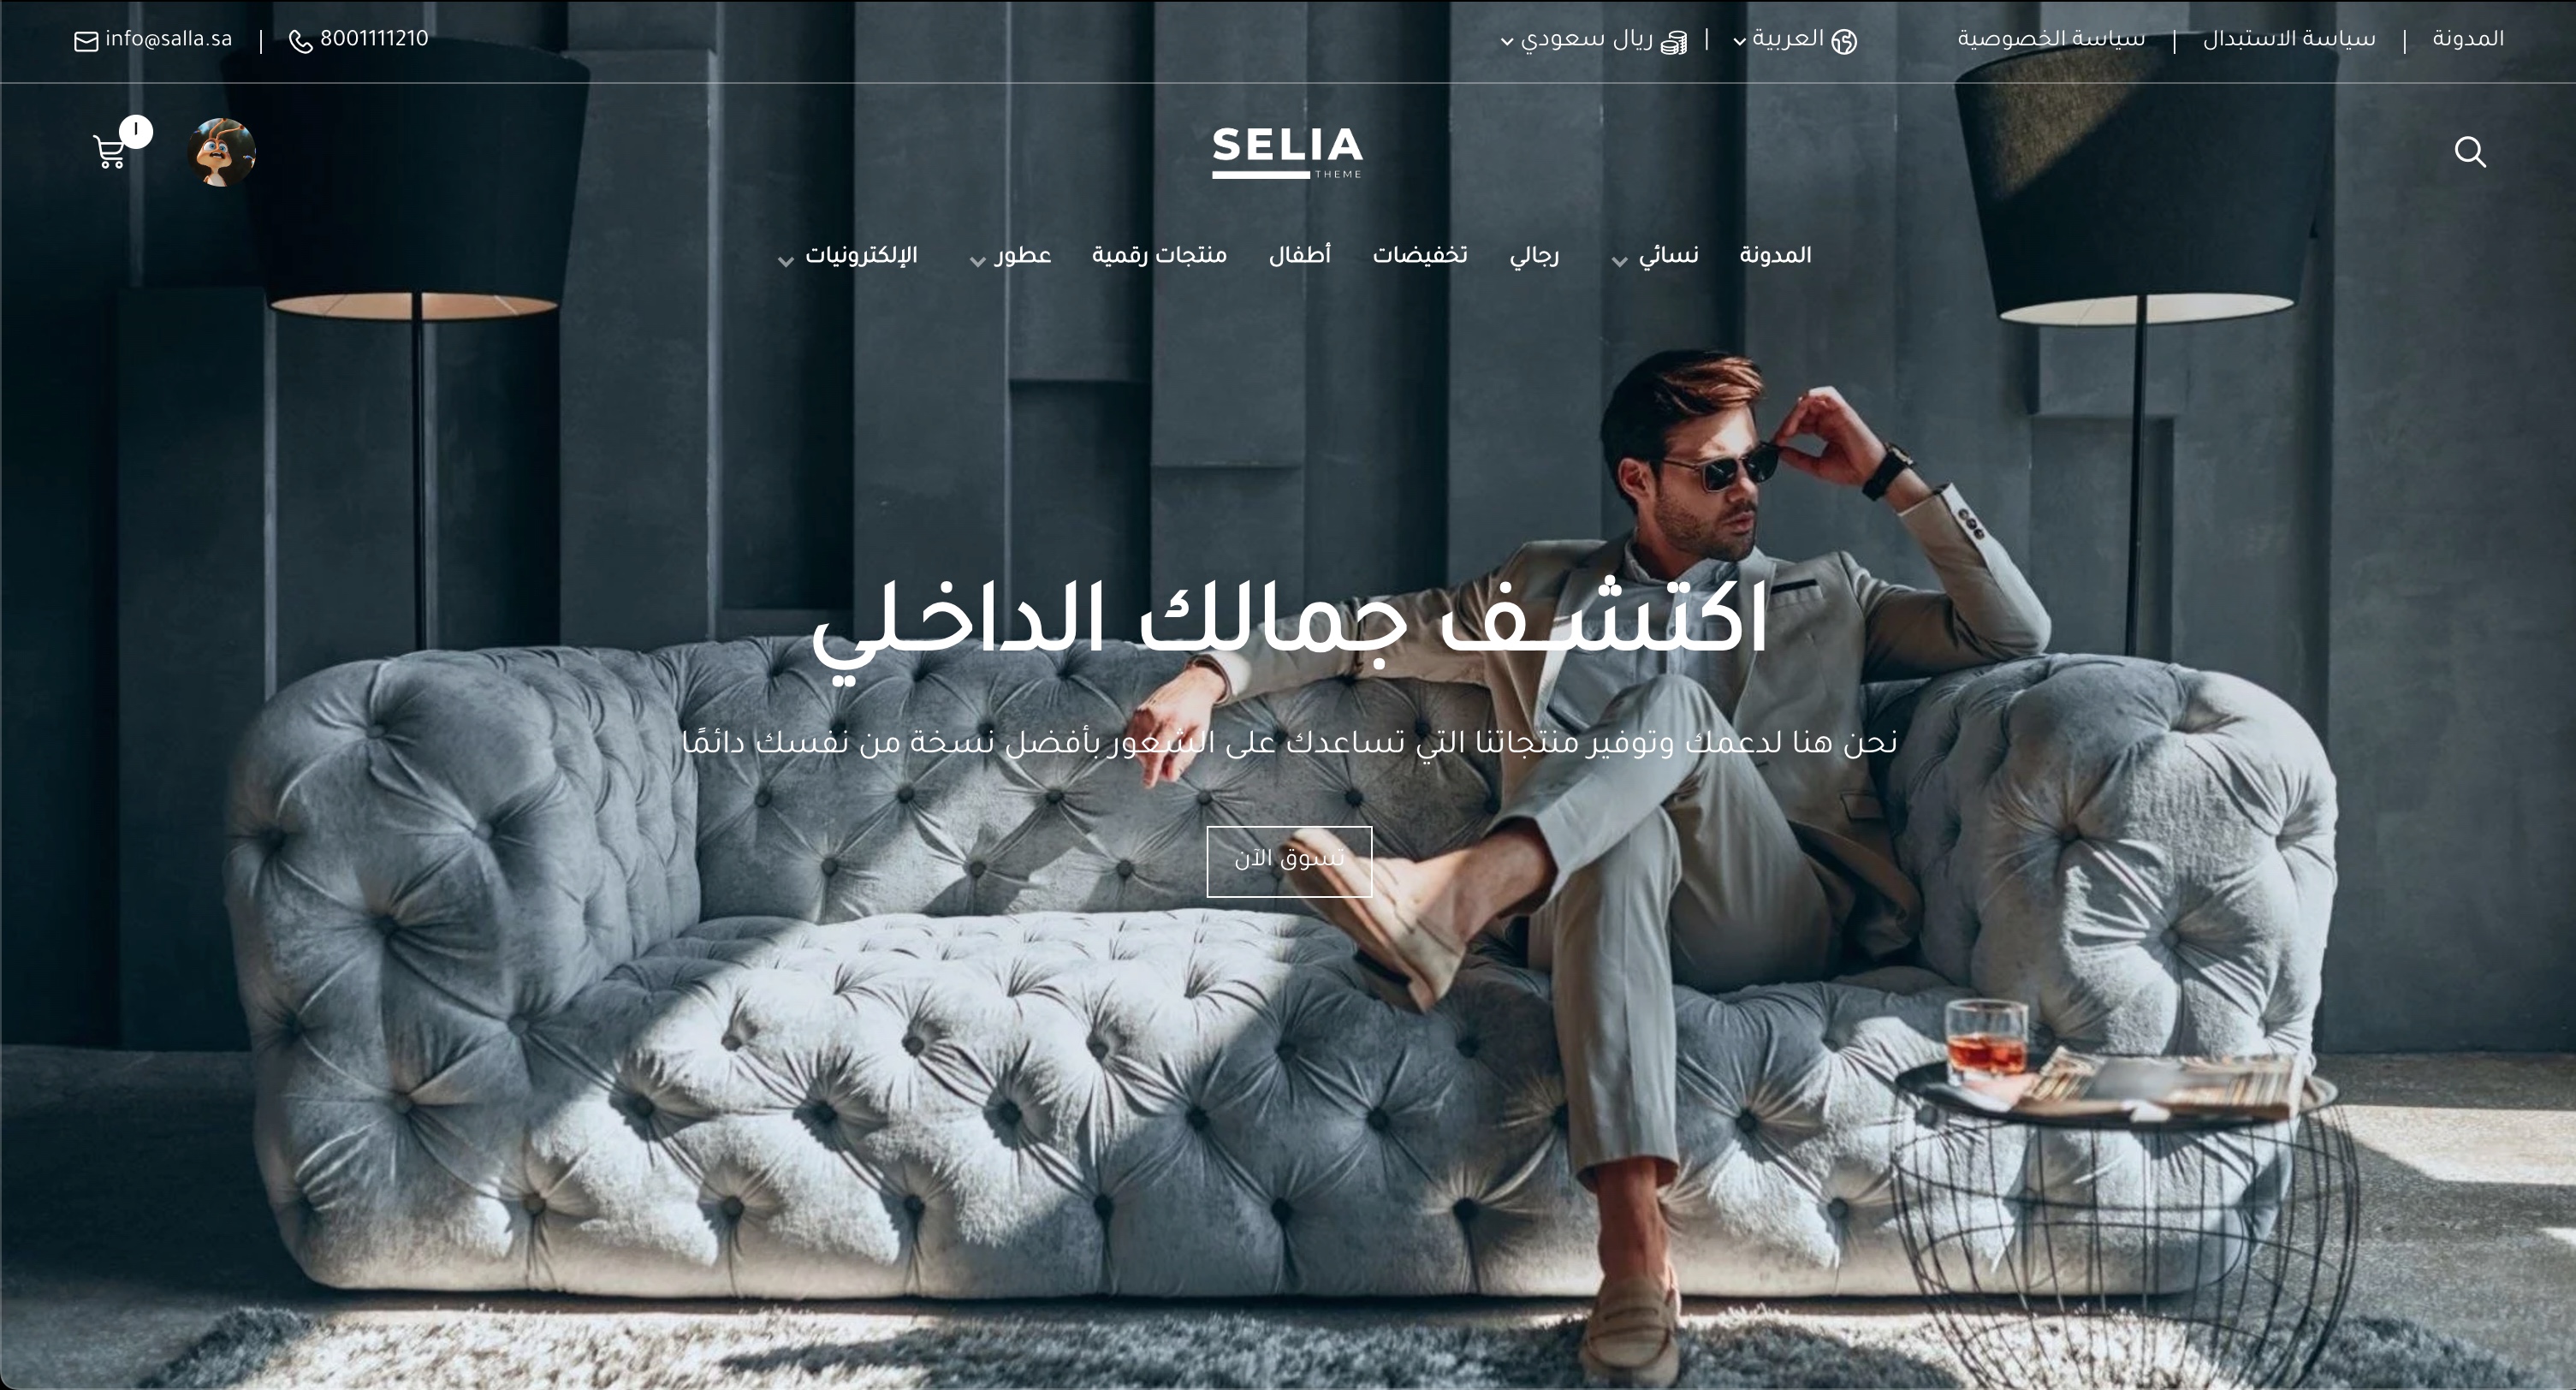 المدونة | سياسة الاستبدال | سياسة الخصوصية
العربية | ريال سعودي
8001111210 | info@salla.sa
SELIA
THEME
١
المدونة نسائي رجالي تخفيضات أطفال منتجات رقمية عطور الإلكترونيات
اكتشف جمالك الداخلي
نحن هنا لدعمك وتوفير منتجاتنا التي تساعدك على الشعور بأفضل نسخة من نفسك دائمًا
تسوق الآن